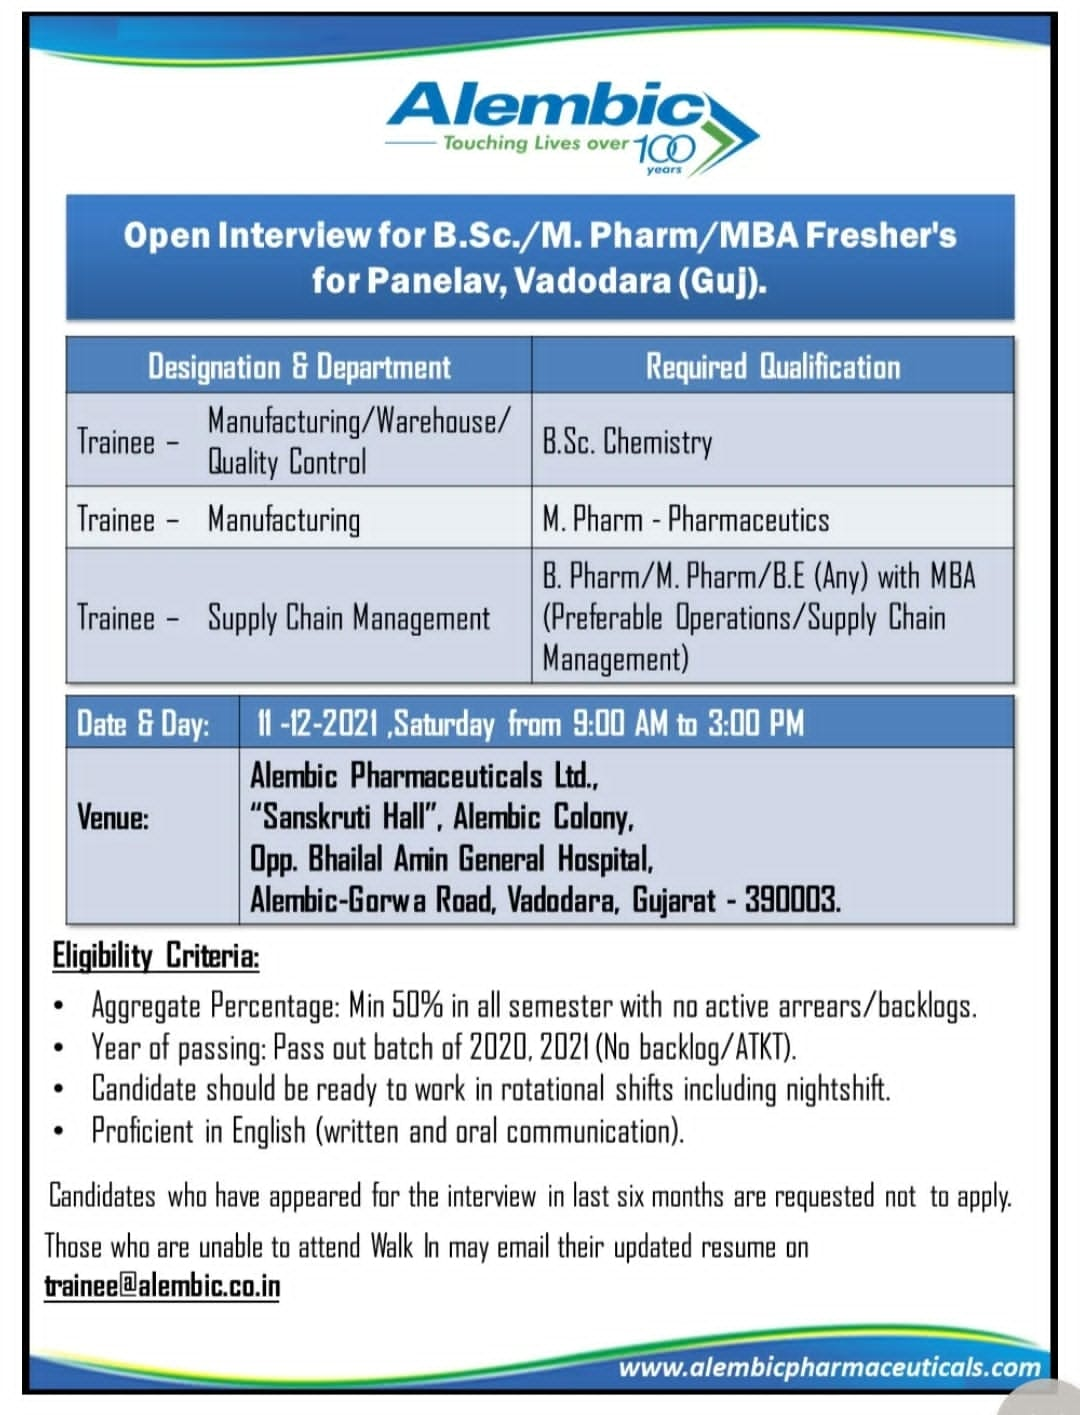 Alembic
Touching Lives over 100
years
Open Interview for B.Sc./M. Pharm/MBA Fresher's
for Panelav, Vadodara (Guj).
Designation & Department
Required Qualification
Trainee - Manufacturing/Warehouse/
Quality Control
B.Sc. Chemistry
Trainee - Manufacturing
M. Pharm - Pharmaceutics
Trainee - Supply Chain Management
B. Pharm/M. Pharm/B.E (Any) with MBA
(Preferable Operations/Supply Chain
Management)
Date & Day: 11 -12-2021 ,Saturday from 9:00 AM to 3:00 PM
Venue:
Alembic Pharmaceuticals Ltd.,
“Sanskruti Hall”, Alembic Colony,
Opp. Bhailal Amin General Hospital,
Alembic-Gorwa Road, Vadodara, Gujarat - 390003.
Eligibility Criteria:
• Aggregate Percentage: Min 50% in all semester with no active arrears/backlogs.
• Year of passing: Pass out batch of 2020, 2021 (No backlog/ATKT).
• Candidate should be ready to work in rotational shifts including nightshift.
• Proficient in English (written and oral communication).
Candidates who have appeared for the interview in last six months are requested not to apply.
Those who are unable to attend Walk In may email their updated resume on
trainee@alembic.co.in
www.alembicpharmaceuticals.com